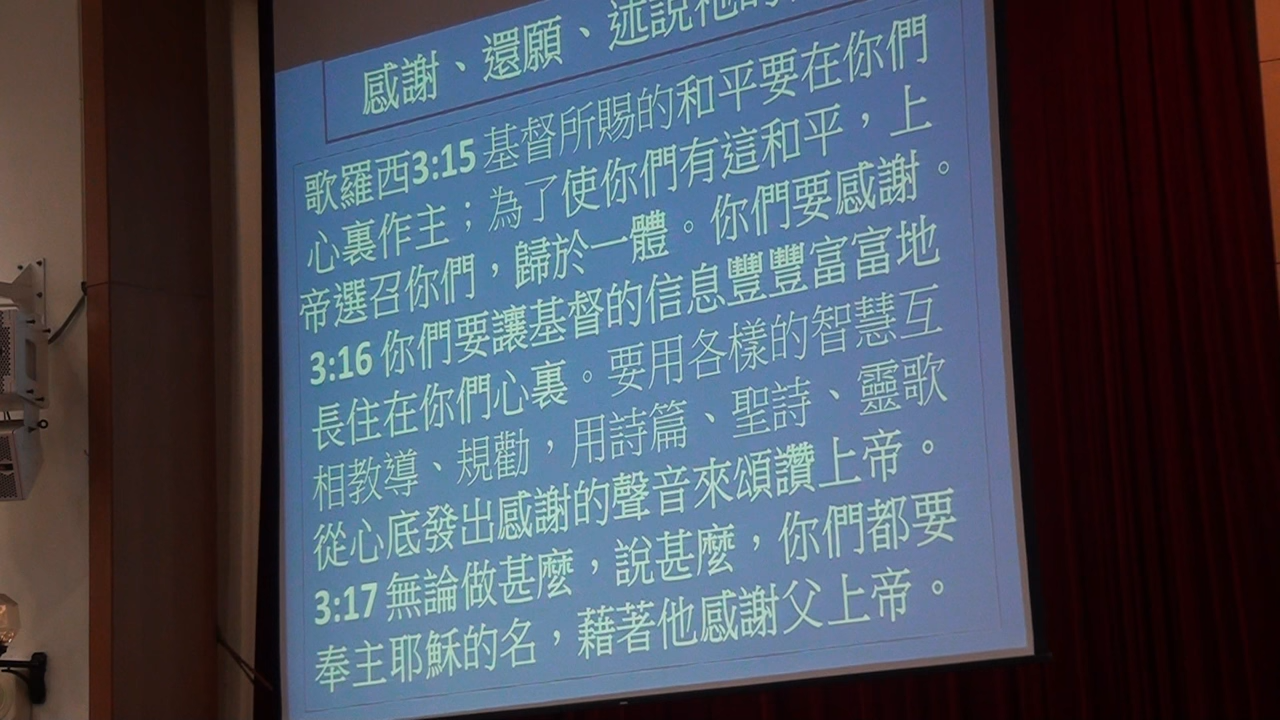 感謝、還願、述說祂的
歌羅西3:15 基督所賜的和平要在你們
心裏作主；為了使你們有這和平，上
帝選召你們，歸於一體。你們要感謝。
3:16 你們要讓基督的信息豐豐富富地
長住在你們心裏。要用各樣的智慧互
相教導、規勸，用詩篇、聖詩、靈歌
從心底發出感謝的聲音來頌讚上帝。
3:17 無論做甚麼，說甚麼，你們都要
奉主耶穌的名，藉著他感謝父上帝。